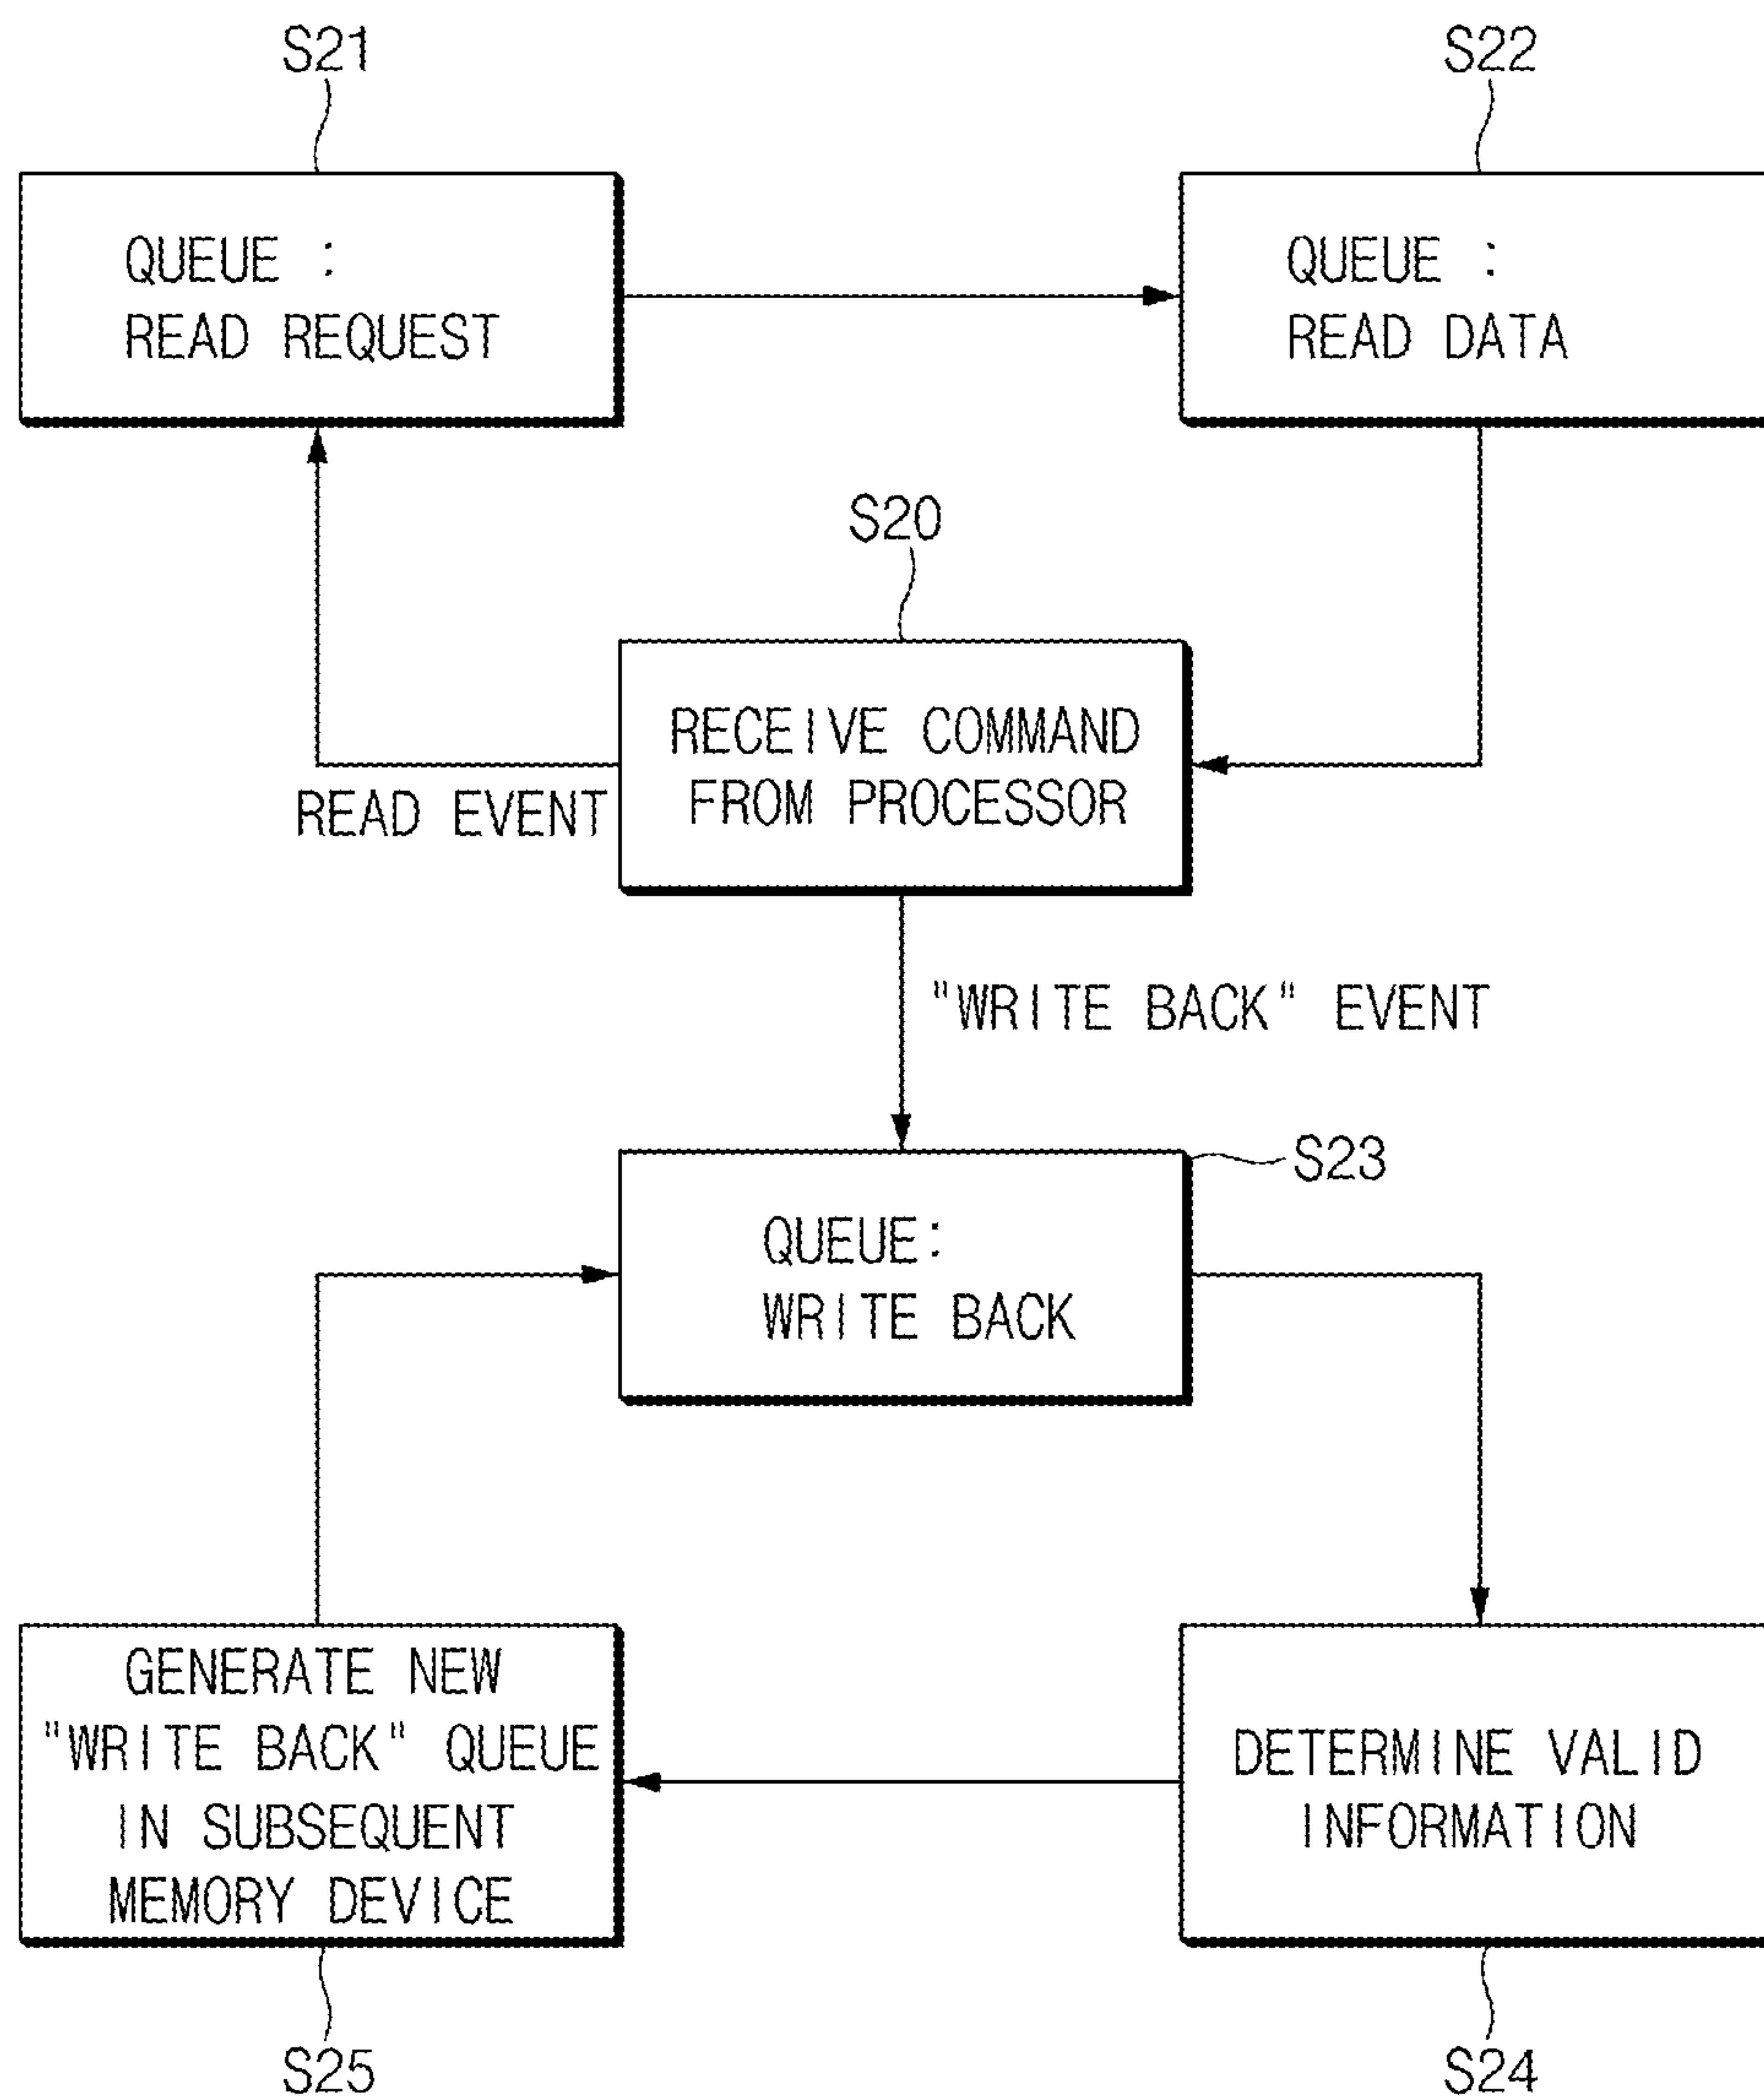 S21
S22
QUEUE :
READ REQUEST
QUEUE :
READ DATA
S20
RECEIVE COMMAND
FROM PROCESSOR
READ EVENT
"WRITE BACK" EVENT
S23
QUEUE:
WRITE BACK
GENERATE NEW
"WRITE BACK" QUEUE
IN SUBSEQUENT
MEMORY DEVICE
DETERMINE VALID
INFORMATION
S25
S24